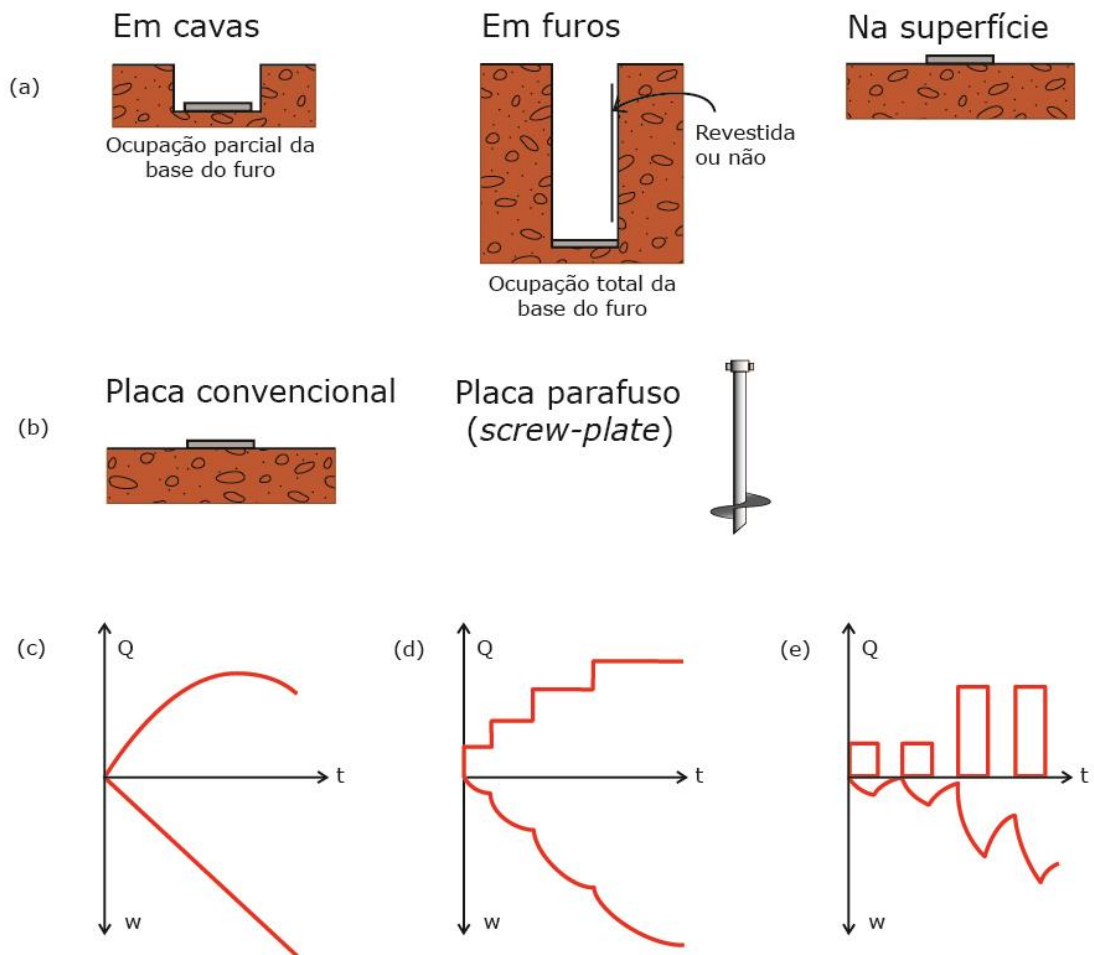 Em cavas
Em furos
Na superfície
(a)
Revestida
ou não
Ocupação parcial da
base do furo
Ocupação total da
base do furo
Placa convencional
Placa parafuso
(screw-plate)
(b)
(c)
Q
t
w
(d)
Q
t
w
(e)
Q
t
w